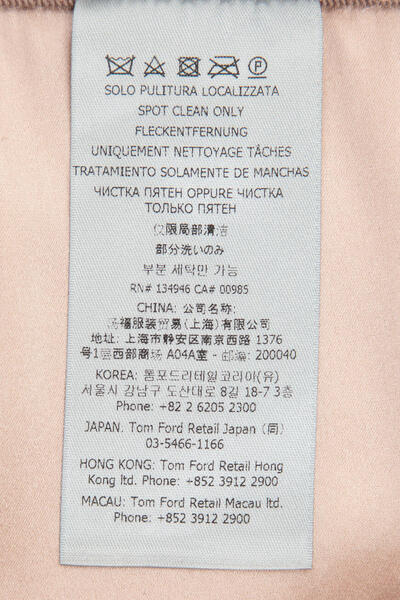 SOLO PULITURA LOCALIZZATA
SPOT CLEAN ONLY
FLECKENTFERNUNG
UNIQUEMENT NETTOYAGE TÂCHES
TRATAMIENTO SOLAMENTE DE MANCHAS
ЧИСТКА ПЯТЕН OPPURE ЧИСТКА
ТОЛЬКО ПЯТЕН
仅限局部清洁
部分洗いのみ
부분 세탁만 가능
RN# 134946 CA# 00985
CHINA: 公司名称:
汤福服装贸易(上海)有限公司
地址: 上海市静安区南京西路 1376
号1层西部商场 A04A室 - 邮编: 200040
KOREA: 톰포드리테일코리아(유)
서울시 강남구 도산대로 8길 18-7 3층
Phone: +82 2 6205 2300
JAPAN: Tom Ford Retail Japan (同)
03-5466-1166
HONG KONG: Tom Ford Retail Hong
Kong ltd. Phone: +852 3912 2900
MACAU: Tom Ford Retail Macau ltd.
Phone: +852 3912 2900